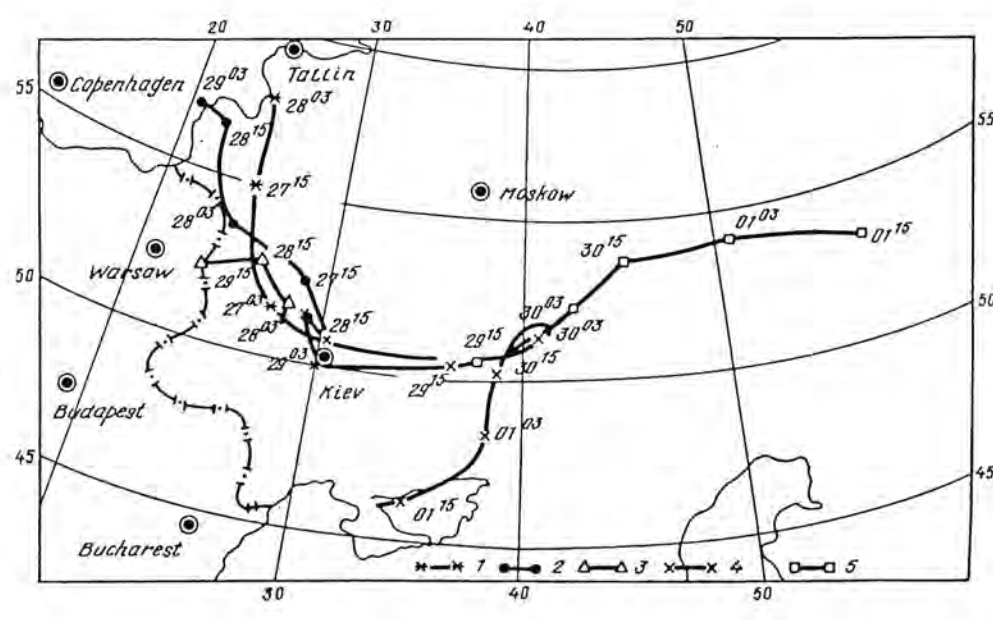 20 30 40 50
55
Copenhagen
29⁰³
Tallin
28⁰³
28¹⁵
55
27¹⁵
Moskow
28⁰³
01⁰³
01¹⁵
Warsaw
28¹⁵
30¹⁵
29¹⁵
27¹⁵
50
27⁰³
30⁰³
50
28⁰³
28¹⁵
29¹⁵
30⁰³
29⁰³
Kiev
29¹⁵
30¹⁵
Budapest
01⁰³
45
45
01¹⁵
Bucharest
1 2 3 4 5
30 40 50